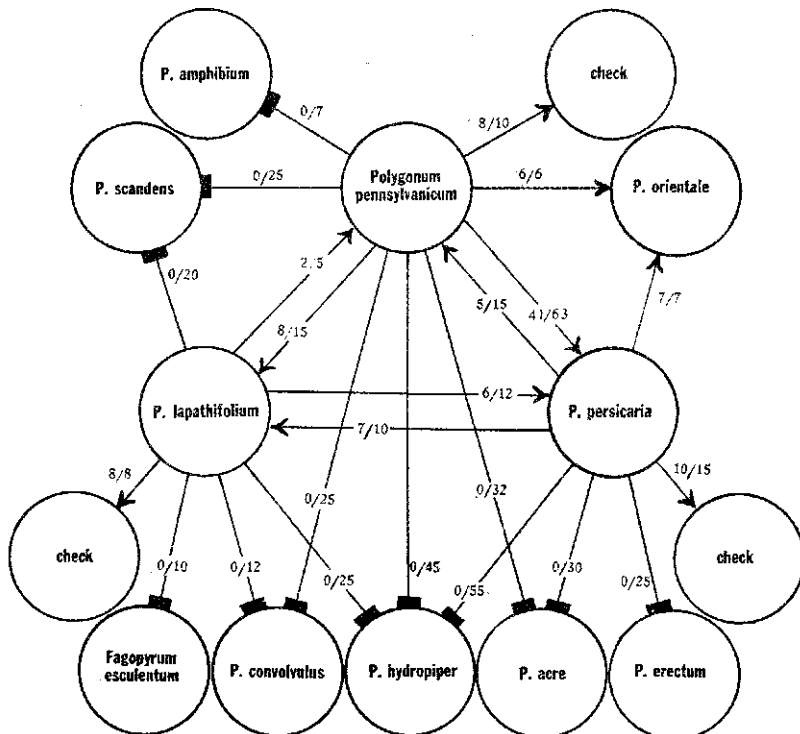 P. amphibium
check
0/7
8/10
Polygonum
pennsylvanicum
P. scandens
0/25
6/6
P. orientale
0/20
2/5
8/15
5/15
41/63
7/7
P. lapathifolium
6/12
P. persicaria
7/10
8/8
10/15
check
0/10
0/12
0/25
0/25
0/45
0/55
0/32
0/30
0/25
check
Fagopyrum
esculentum
P. convolvulus
P. hydropiper
P. acre
P. erectum